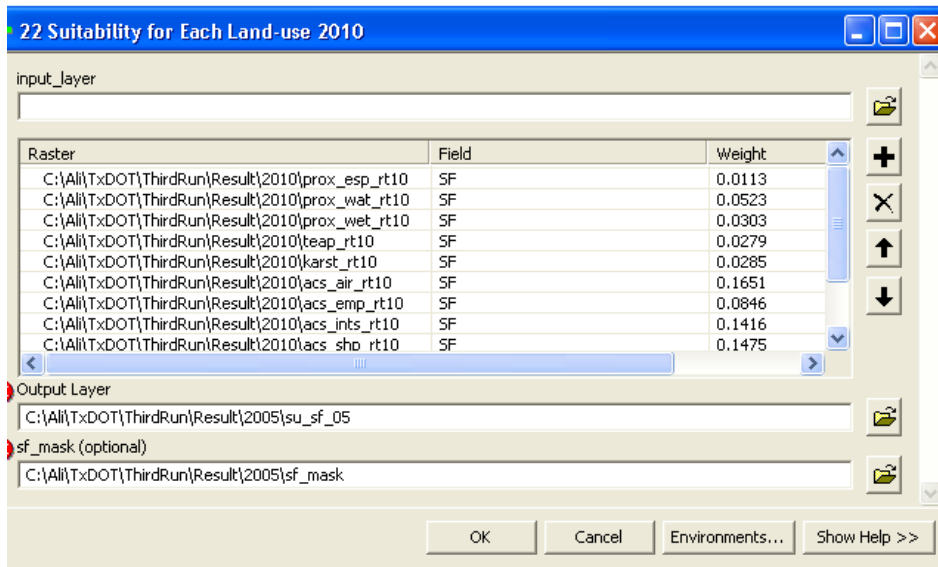 22 Suitability for Each Land-use 2010
input_layer
Raster Field Weight
C:\Ali\TxDOT\ThirdRun\Result\2010\prox_esp_rt10 SF 0.0113
C:\Ali\TxDOT\ThirdRun\Result\2010\prox_wat_rt10 SF 0.0523
C:\Ali\TxDOT\ThirdRun\Result\2010\prox_wet_rt10 SF 0.0303
C:\Ali\TxDOT\ThirdRun\Result\2010\teap_rt10 SF 0.0279
C:\Ali\TxDOT\ThirdRun\Result\2010\karst_rt10 SF 0.0285
C:\Ali\TxDOT\ThirdRun\Result\2010\acs_air_rt10 SF 0.1651
C:\Ali\TxDOT\ThirdRun\Result\2010\acs_emp_rt10 SF 0.0846
C:\Ali\TxDOT\ThirdRun\Result\2010\acs_ints_rt10 SF 0.1416
C:\Ali\TxDOT\ThirdRun\Result\2010\acs_shp_rt10 SF 0.1475
Output Layer
C:\Ali\TxDOT\ThirdRun\Result\2005\su_sf_05
sf_mask (optional)
C:\Ali\TxDOT\ThirdRun\Result\2005\sf_mask
OK Cancel Environments... Show Help >>